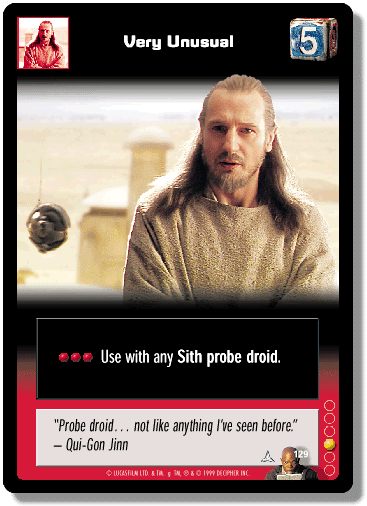 Very Unusual
5
Use with any Sith probe droid.
"Probe droid... not like anything I've seen before."
– Qui-Gon Jinn
129
© LUCASFILM LTD. & TM. g TM, ® & © 1999 DECIPHER INC.